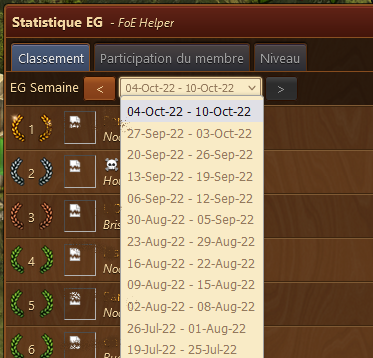 Statistique EG - FoE Helper
Classement Participation du membre Niveau
EG Semaine < 04-Oct-22 - 10-Oct-22 >
04-Oct-22 - 10-Oct-22
1
27-Sep-22 - 03-Oct-22
20-Sep-22 - 26-Sep-22
2
13-Sep-22 - 19-Sep-22
06-Sep-22 - 12-Sep-22
3
30-Aug-22 - 05-Sep-22
Bris
23-Aug-22 - 29-Aug-22
4
16-Aug-22 - 22-Aug-22
09-Aug-22 - 15-Aug-22
5
02-Aug-22 - 08-Aug-22
26-Jul-22 - 01-Aug-22
6
19-Jul-22 - 25-Jul-22